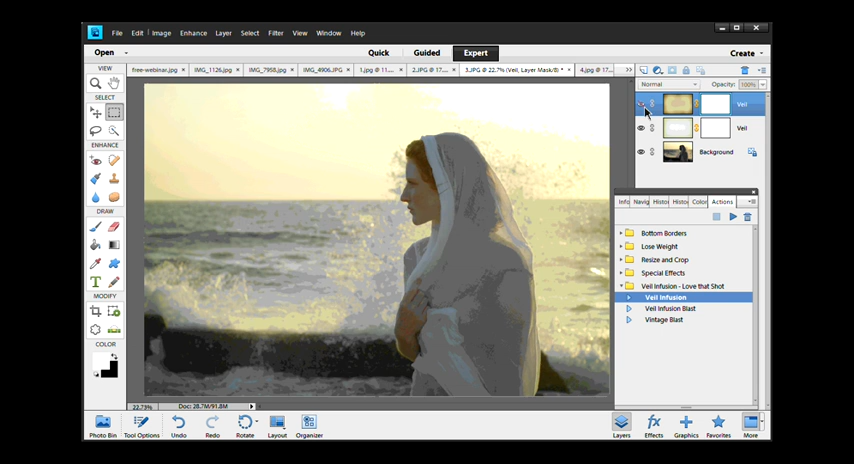 File Edit Image Enhance Layer Select Filter View Window Help
Open Quick Guided Expert Create
VIEW
free-webinar.jpg × IMG_1126.jpg × IMG_7958.jpg × IMG_4906.JPG × 1.jpg @ 11.... × 2.JPG @ 17.... × 3.JPG @ 22.7% (Veil, Layer Mask/8) * × 4.jpg @ 17....
Normal Opacity: 100%
SELECT
Veil
Veil
ENHANCE
Background
DRAW
Info Navig Histo Histo Color Actions
Bottom Borders
Lose Weight
Resize and Crop
Special Effects
Veil Infusion - Love that Shot
MODIFY
Veil Infusion
Veil Infusion Blast
Vintage Blast
COLOR
22.73% Doc: 28.7M/91.8M
Photo Bin Tool Options Undo Redo Rotate Layout Organizer Layers Effects Graphics Favorites More